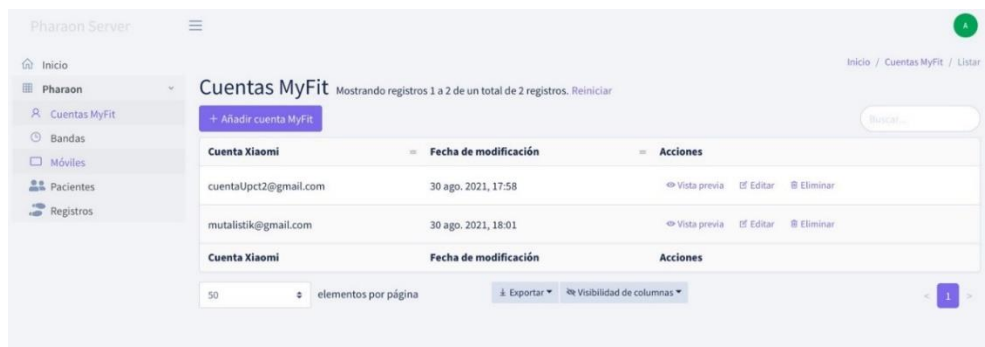 Pharaon Server
A
Inicio
Pharaon
Cuentas MyFit
Bandas
Móviles
Pacientes
Registros
Inicio / Cuentas MyFit / Listar
Cuentas MyFit Mostrando registros 1 a 2 de un total de 2 registros. Reiniciar
+ Añadir cuenta MyFit
Buscar...
Cuenta Xiaomi Fecha de modificación Acciones
cuentaUpct2@gmail.com 30 ago. 2021, 17:58 Vista previa Editar Eliminar
mutalistik@gmail.com 30 ago. 2021, 18:01 Vista previa Editar Eliminar
Cuenta Xiaomi Fecha de modificación Acciones
50 elementos por página Exportar Visibilidad de columnas < 1 >